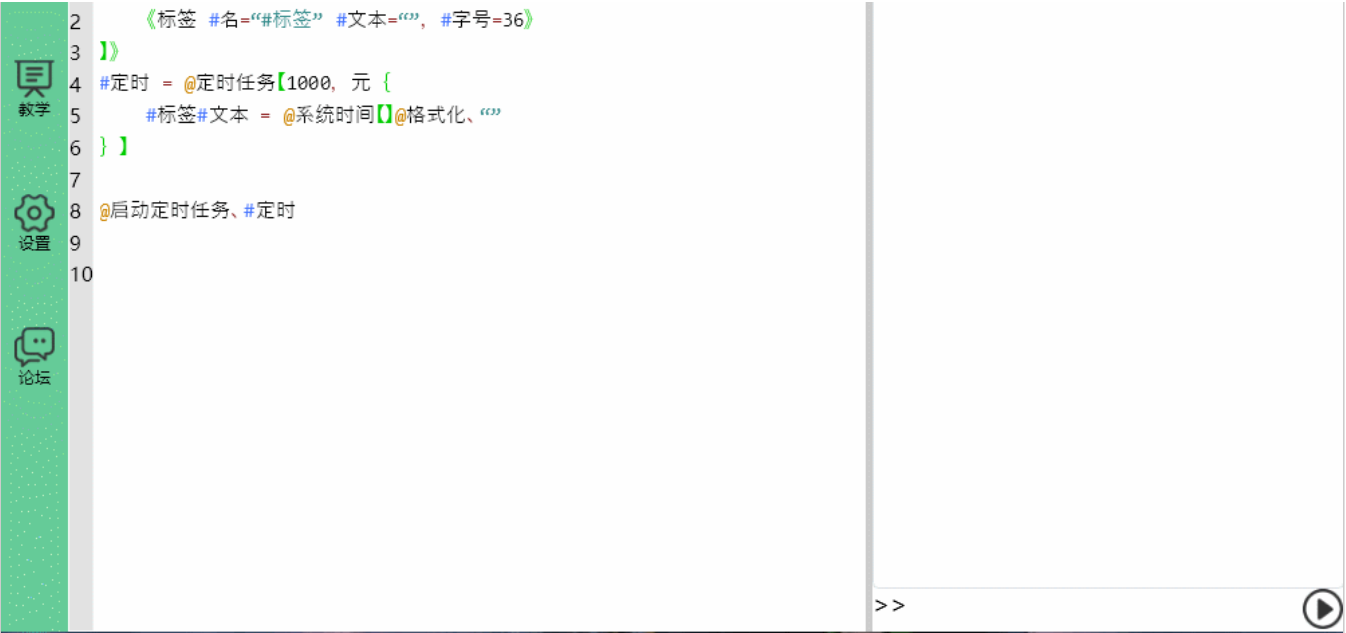 教学
设置
论坛
2 《标签 #名=“#标签” #文本=“”, #字号=36》
3 】》
4 #定时 = @定时任务【1000, 元 {
5 #标签#文本 = @系统时间【】@格式化、“”
6 } 】
7
8 @启动定时任务、#定时
9
10
>>